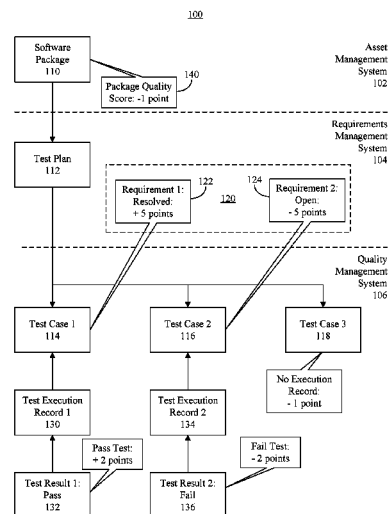 100
Software
Package
110
140
Package Quality
Score: -1 point
Asset
Management
System
102
Requirements
Management
System
104
Test Plan
112
122
Requirement 1:
Resolved:
+ 5 points
120
124
Requirement 2:
Open:
- 5 points
Quality
Management
System
106
Test Case 1
114
Test Case 2
116
Test Case 3
118
Test Execution
Record 1
130
Test Execution
Record 2
134
No Execution
Record:
- 1 point
Pass Test:
+ 2 points
Fail Test:
- 2 points
Test Result 1:
Pass
132
Test Result 2:
Fail
136